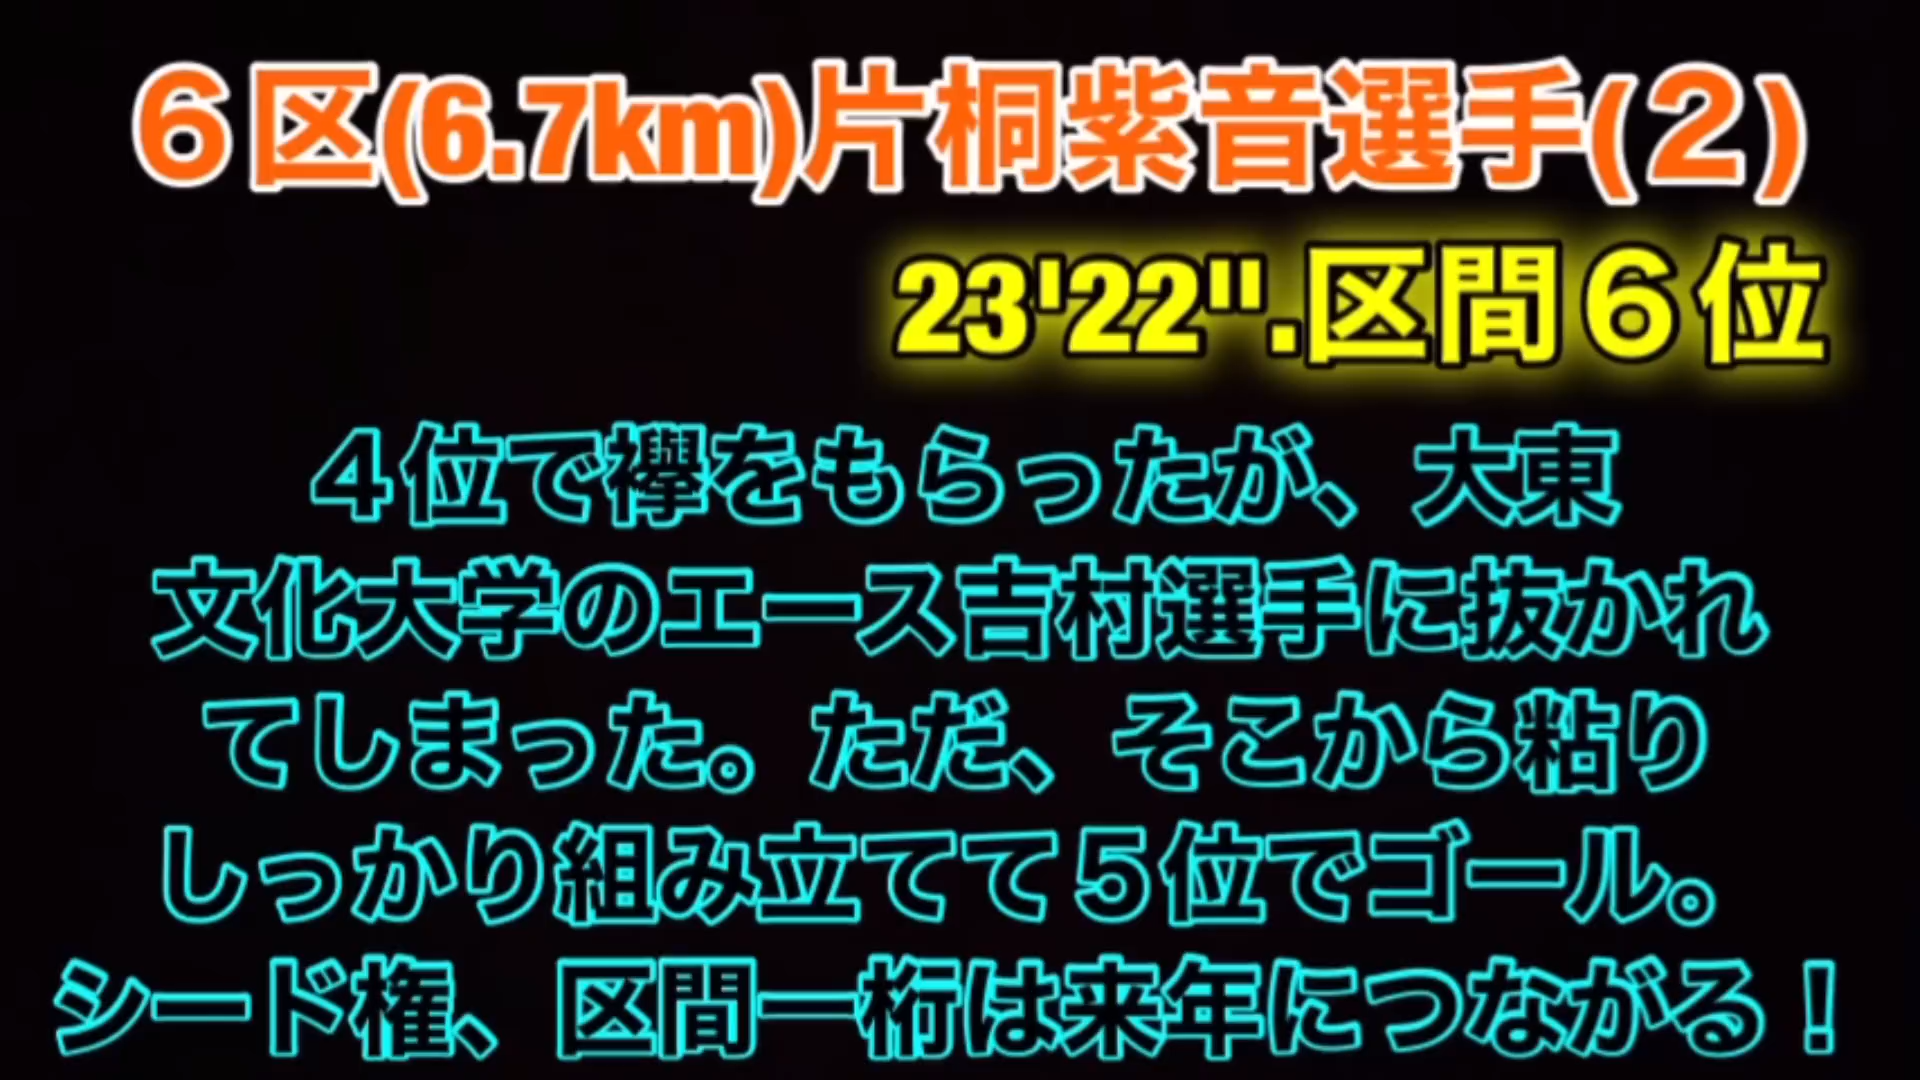 ６区(6.7km)片桐紫音選手(２)
23'22".区間６位
４位で襷をもらったが、大東
文化大学のエース吉村選手に抜かれ
てしまった。ただ、そこから粘り
しっかり組み立てて５位でゴール。
シード権、区間一桁は来年につながる！